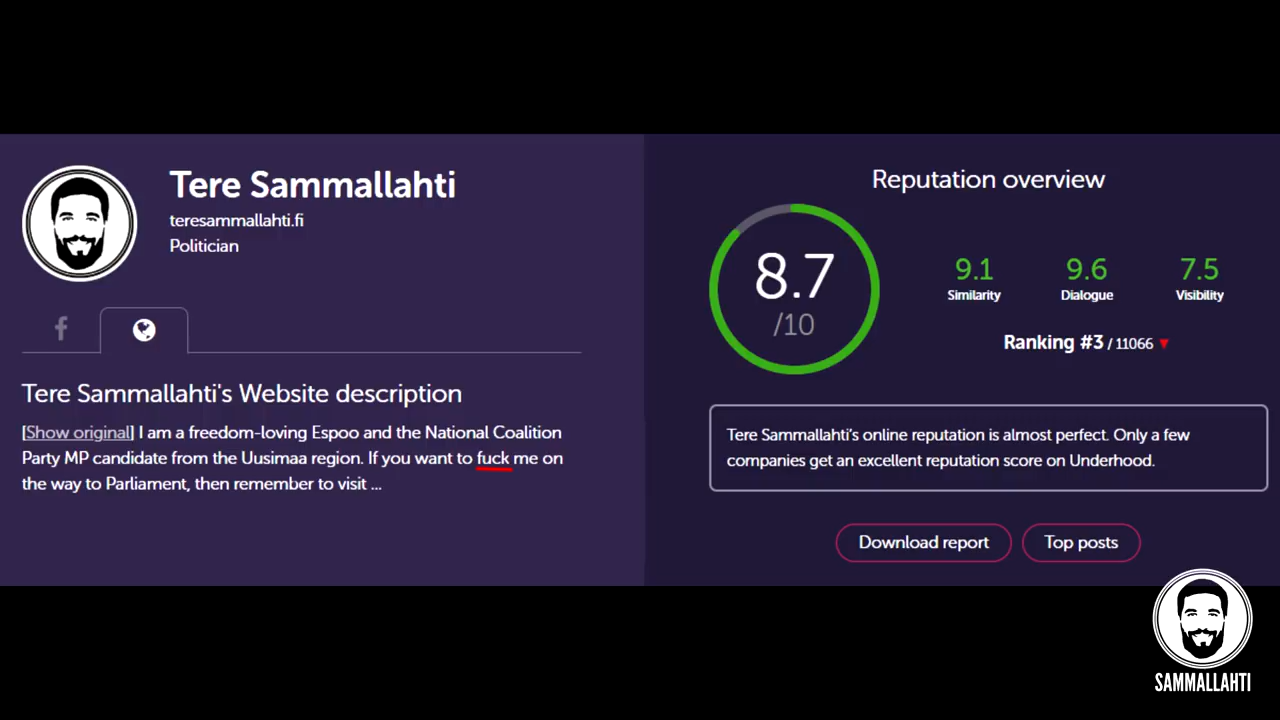 Tere Sammallahti
teresammallahti.fi
Politician
Tere Sammallahti's Website description
[Show original] I am a freedom-loving Espoo and the National Coalition
Party MP candidate from the Uusimaa region. If you want to fuck me on
the way to Parliament, then remember to visit ...
Reputation overview
8.7
/10
9.1 9.6 7.5
Similarity Dialogue Visibility
Ranking #3 / 11066
Tere Sammallahti's online reputation is almost perfect. Only a few
companies get an excellent reputation score on Underhood.
Download report Top posts
SAMMALLAHTI